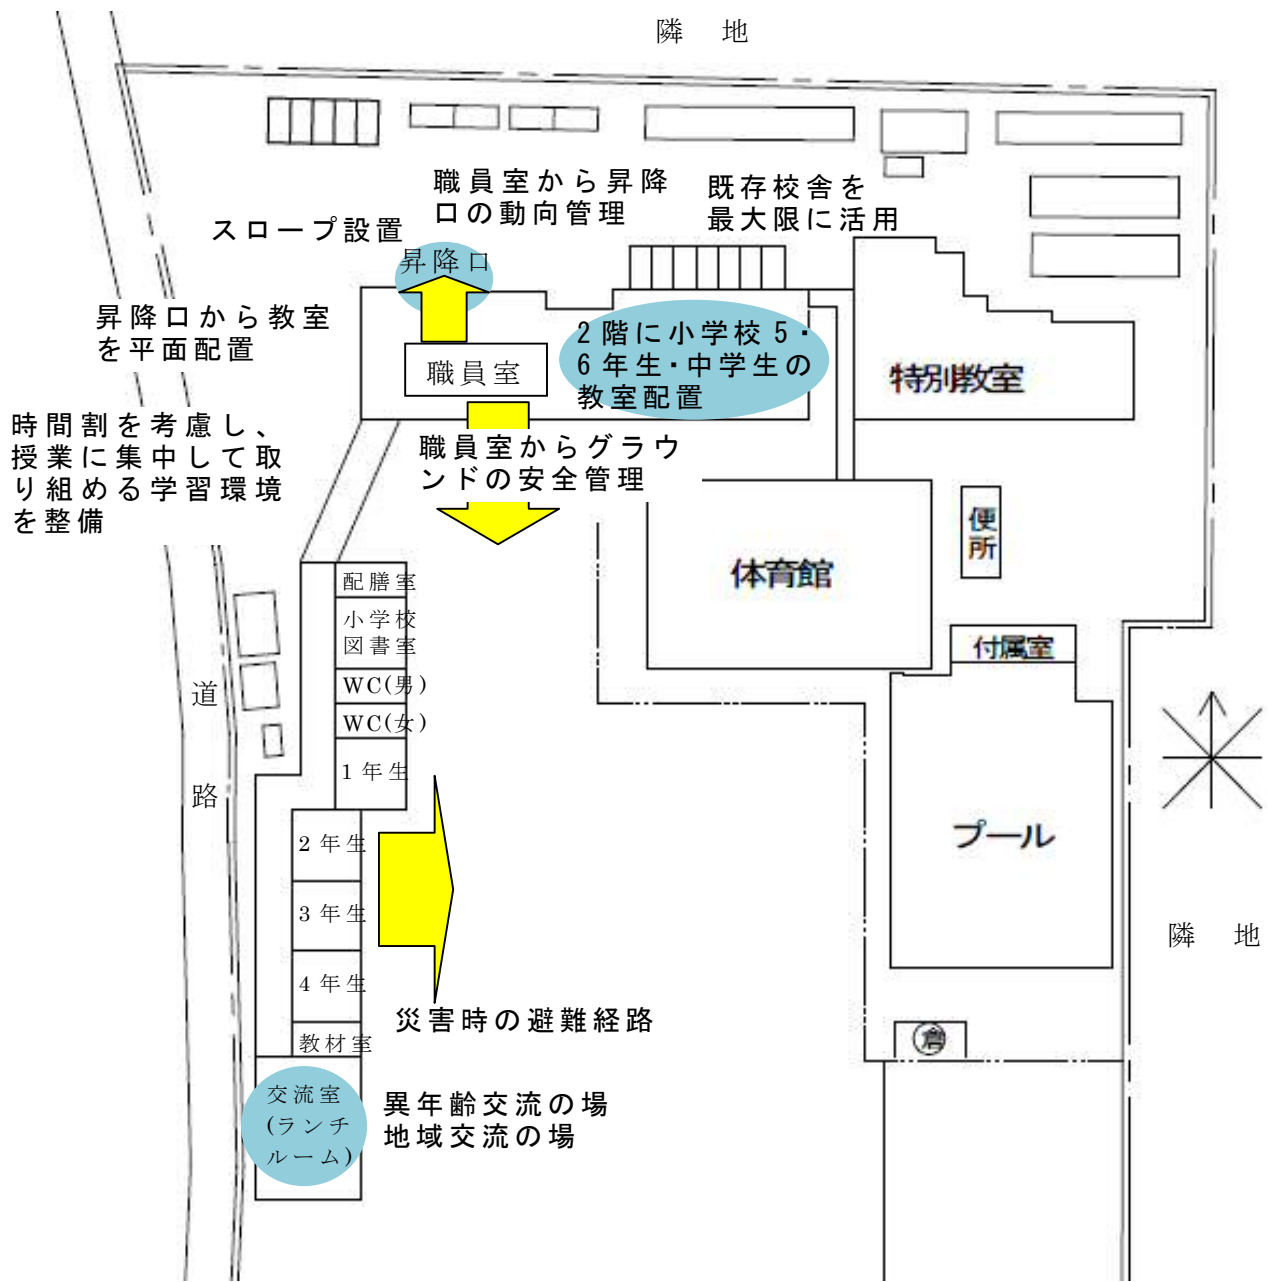 隣 地
職員室から昇降
口の動向管理
既存校舎を
最大限に活用
スロープ設置
昇降口
昇降口から教室
を平面配置
2階に小学校5・
6年生・中学生の
教室配置
職員室
特別教室
時間割を考慮し、
授業に集中して取
り組める学習環境
を整備
職員室からグラウ
ンドの安全管理
便
所
体育館
配膳室
小学校
図書室
WC(男)
WC(女)
付属室
道
路
1年生
2年生
3年生
4年生
教材室
プール
隣 地
災害時の避難経路
倉
交流室
(ランチ
ルーム)
異年齢交流の場
地域交流の場